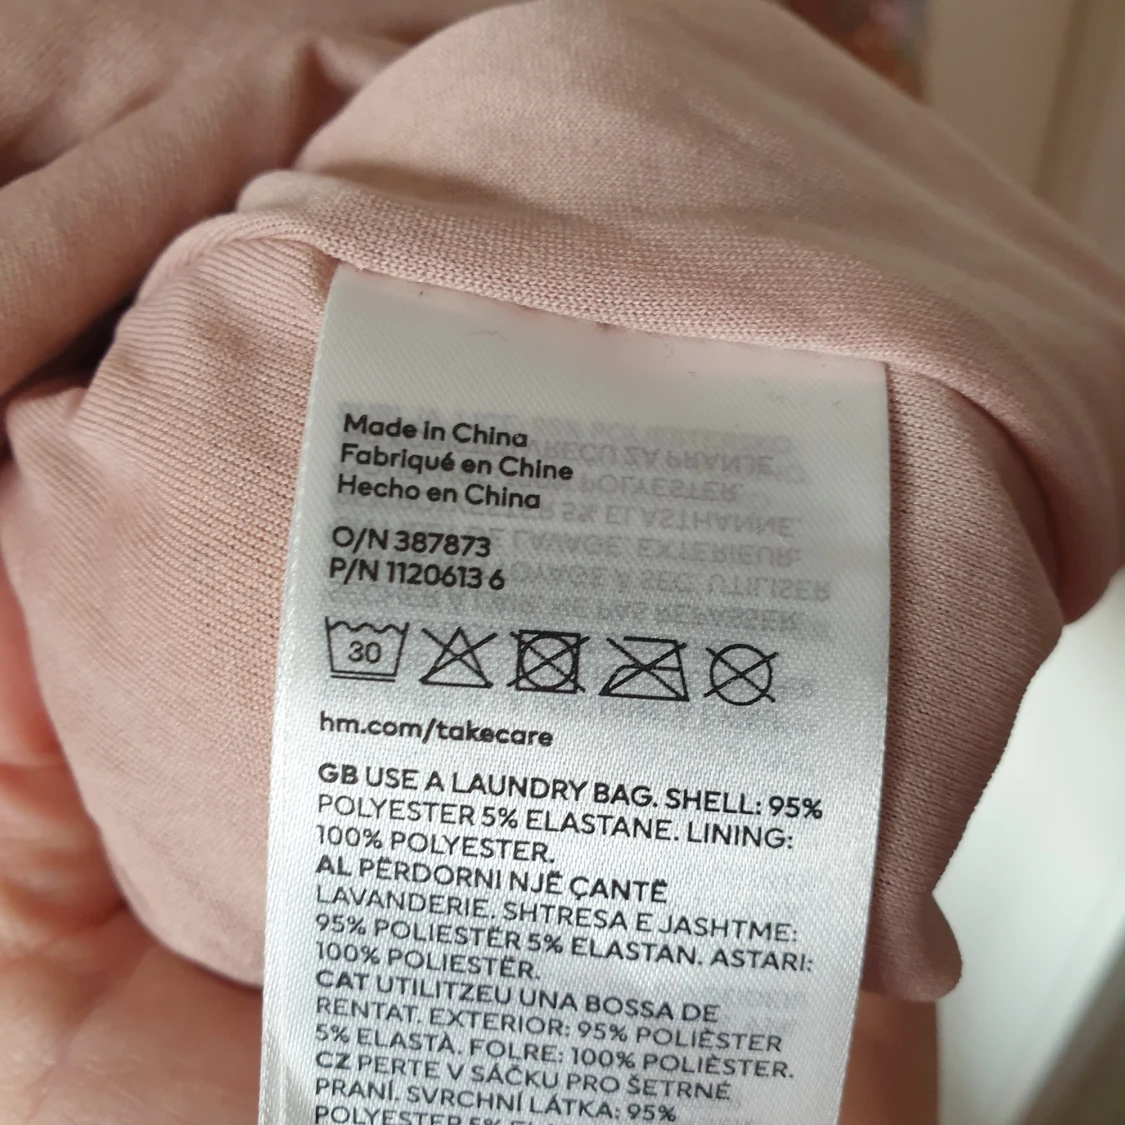 Made in China
Fabriqué en Chine
Hecho en China
O/N 387873
P/N 1120613 6
30
hm.com/takecare
GB USE A LAUNDRY BAG. SHELL: 95%
POLYESTER 5% ELASTANE. LINING:
100% POLYESTER.
AL PËRDORNI NJË ÇANTË
LAVANDERIE. SHTRESA E JASHTME:
95% POLIESTËR 5% ELASTAN. ASTARI:
100% POLIESTËR.
CAT UTILITZEU UNA BOSSA DE
RENTAT. EXTERIOR: 95% POLIÈSTER
5% ELASTÀ. FOLRE: 100% POLIÈSTER.
CZ PERTE V SÁČKU PRO ŠETRNÉ
PRANÍ. SVRCHNÍ LÁTKA: 95%
POLYESTER 5%